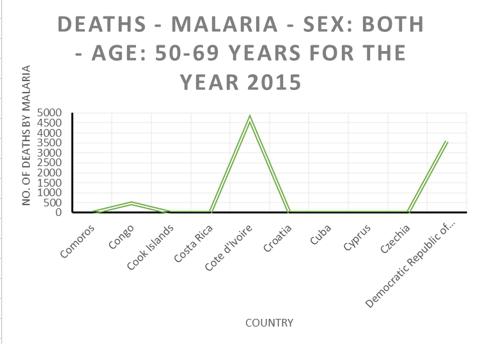 DEATHS - MALARIA - SEX: BOTH
- AGE: 50-69 YEARS FOR THE
YEAR 2015
NO. OF DEATHS BY MALARIA
5000
4500
4000
3500
3000
2500
2000
1500
1000
500
0
Comoros
Congo
Cook Islands
Costa Rica
Cote d'Ivoire
Croatia
Cuba
Cyprus
Czechia
Democratic Republic of...
COUNTRY